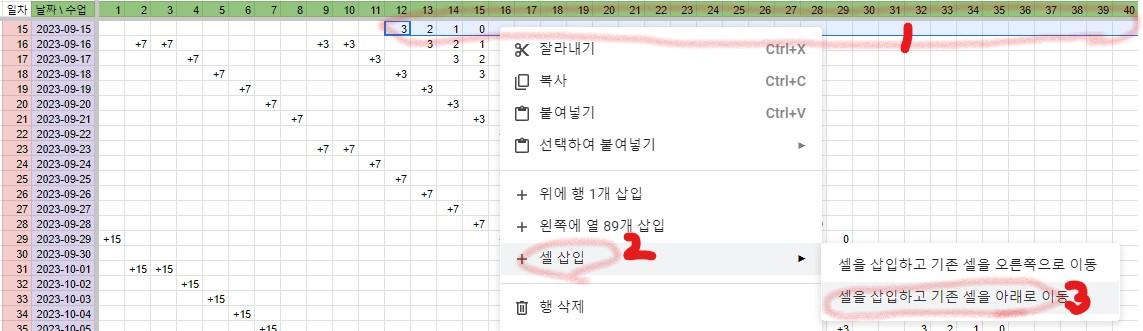 일차 날짜 \ 수업 1 2 3 4 5 6 7 8 9 10 11 12 13 14 15 16 17 18 19 20 21 22 23 24 25 26 27 28 29 30 31 32 33 34 35 36 37 38 39 40
15 2023-09-15 3 2 1 0
16 2023-09-16 +7 +7 +3 +3 3 2 1
17 2023-09-17 +7 +3 3 2
18 2023-09-18 +7 +3 3
19 2023-09-19 +7 +3
20 2023-09-20 +7 +3
21 2023-09-21 +7 +3
22 2023-09-22
23 2023-09-23 +7 +7
24 2023-09-24 +7
25 2023-09-25 +7
26 2023-09-26 +7
27 2023-09-27 +7
28 2023-09-28 +7
29 2023-09-29 +15 0
30 2023-09-30
31 2023-10-01 +15 +15
32 2023-10-02 +15
33 2023-10-03 +15
34 2023-10-04 +15
35 2023-10-05 +15 +3 3 2 1 0
1
잘라내기 Ctrl+X
복사 Ctrl+C
붙여넣기 Ctrl+V
선택하여 붙여넣기
위에 행 1개 삽입
왼쪽에 열 89개 삽입
셀 삽입 2
행 삭제
셀을 삽입하고 기존 셀을 오른쪽으로 이동
셀을 삽입하고 기존 셀을 아래로 이동 3